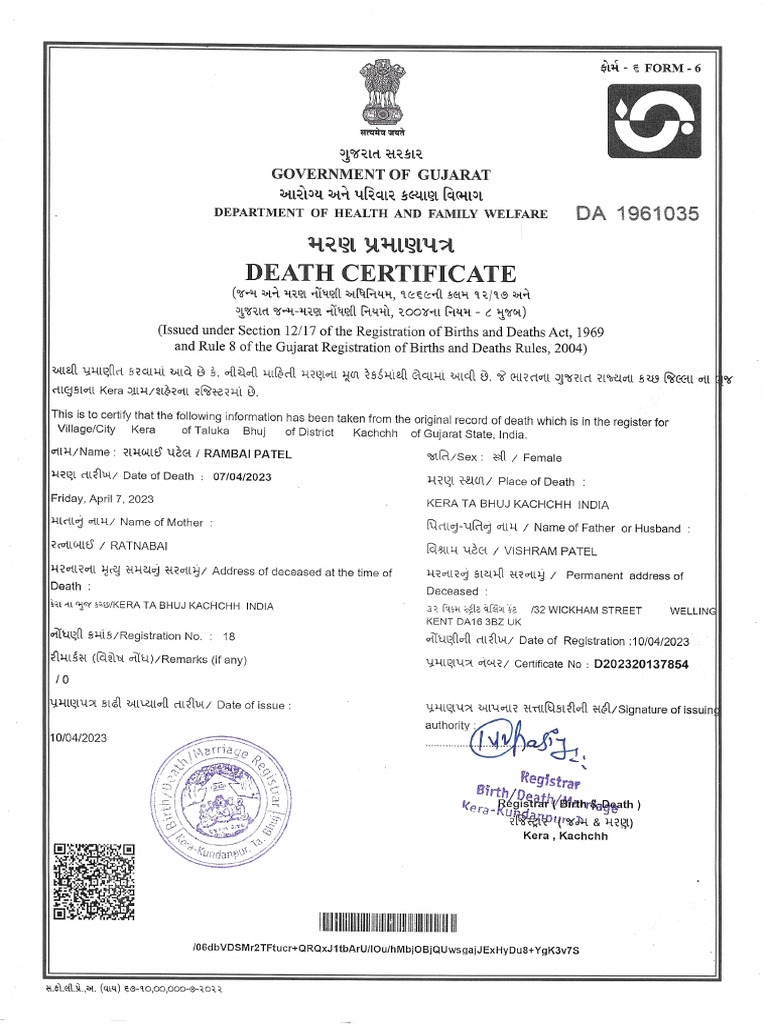 ફોર્મ - ૬ FORM - 6
सत्यमेव जयते
ગુજરાત સરકાર
GOVERNMENT OF GUJARAT
આરોગ્ય અને પરિવાર કલ્યાણ વિભાગ
DEPARTMENT OF HEALTH AND FAMILY WELFARE
DA 1961035
મરણ પ્રમાણપત્ર
DEATH CERTIFICATE
(જન્મ અને મરણ નોંધણી અધિનિયમ, ૧૯૬૯ની કલમ ૧૨/૧૭ અને
ગુજરાત જન્મ-મરણ નોંધણી નિયમો, ૨૦૦૪ના નિયમ - ૮ મુજબ)
(Issued under Section 12/17 of the Registration of Births and Deaths Act, 1969
and Rule 8 of the Gujarat Registration of Births and Deaths Rules, 2004)
આથી પ્રમાણીત કરવામાં આવે છે કે. નીચેની માહિતી મરણના મૂળ રેકર્ડમાંથી લેવામાં આવી છે. જે ભારતના ગુજરાત રાજ્યના કચ્છ જિલ્લા ના ભુજ
તાલુકાના Kera ગ્રામ/શહેરના રજિસ્ટરમાં છે.
This is to certify that the following information has been taken from the original record of death which is in the register for
Village/City Kera of Taluka Bhuj of District Kachchh of Gujarat State, India.
નામ/Name : રામબાઈ પટેલ / RAMBAI PATEL
જાતિ/Sex : સ્ત્રી / Female
મરણ તારીખ/ Date of Death : 07/04/2023
મરણ સ્થળ/ Place of Death :
Friday, April 7, 2023
KERA TA BHUJ KACHCHH INDIA
માતાનું નામ/ Name of Mother :
પિતાનુ-પતિનું નામ / Name of Father or Husband :
રત્નાબાઈ / RATNABAI
વિશ્રામ પટેલ / VISHRAM PATEL
મરનારના મૃત્યુ સમયનું સરનામું/ Address of deceased at the time of
Death :
મરનારનું કાયમી સરનામું / Permanent address of
Deceased :
કેરા તા ભુજ કચ્છ/KERA TA BHUJ KACHCHH INDIA
૩૨ વિકમ સ્ટ્રીટ વેલિંગ કેંટ /32 WICKHAM STREET WELLING
KENT DA16 3BZ UK
નોંધણી ક્રમાંક/Registration No. : 18
નોંધણીની તારીખ/ Date of Registration :10/04/2023
રીમાર્કસ (વિશેષ નોંધ)/Remarks (if any)
/ 0
પ્રમાણપત્ર નંબર/ Certificate No : D202320137854
પ્રમાણપત્ર કાઢી આપ્યાની તારીખ/ Date of issue :
પ્રમાણપત્ર આપનાર સત્તાધિકારીની સહી/Signature of issuing
authority :
10/04/2023
Birth/Death/Marriage Registrar
Kera-Kundanpur, Ta. Bhuj
Registrar
Birth/Death/Marriage
Kera-Kundanpur
Registrar ( Birth & Death )
રજિસ્ટ્રાર (જન્મ & મરણ)
Kera , Kachchh
/06dbVDSMr2TFtucr+QRQxJ1tbArU/IOu/hMbjOBjQUwsgajJExHyDu8+YgK3v7S
સ.ફો.લી.પ્રે.,અ. (વાય) ૬૭-૧૦,૦૦,૦૦૦-૭-૨૦૨૨